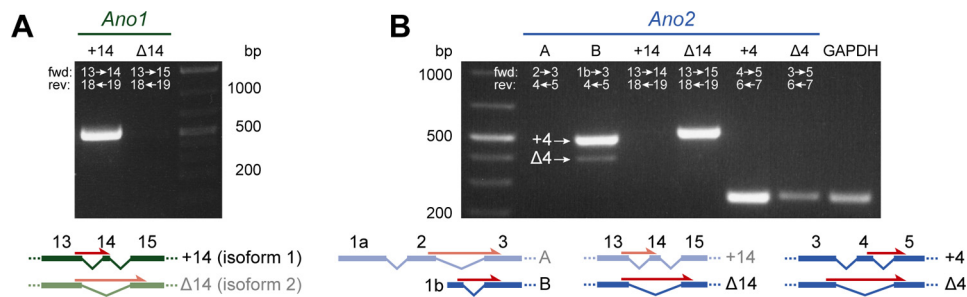 A
Ano1
+14 Δ14
bp
fwd: 13→14 13→15
rev: 18←19 18←19
1000
500
200
13 14 15
+14 (isoform 1)
Δ14 (isoform 2)
B
Ano2
bp A B +14 Δ14 +4 Δ4 GAPDH
fwd: 2→3 1b→3 13→14 13→15 4→5 3→5
rev: 4←5 4←5 18←19 18←19 6←7 6←7
1000
500
200
+4→
Δ4→
1a 2 3
A
1b B
13 14 15
+14
Δ14
3 4 5
+4
Δ4